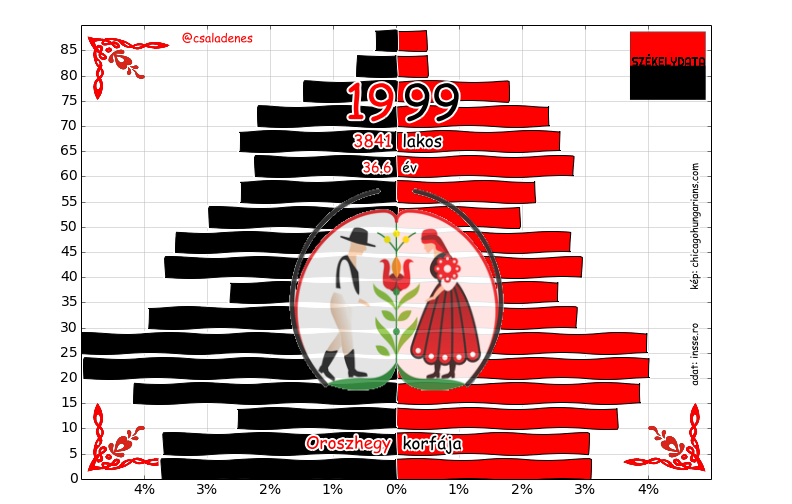 @csaladenes
SZÉKELYDATA
1999
3841 lakos
36.6 év
kép: chicagohungarians.com
adat: insse.ro
Oroszhegy korfája
85
80
75
70
65
60
55
50
45
40
35
30
25
20
15
10
5
0
4% 3% 2% 1% 0% 1% 2% 3% 4%